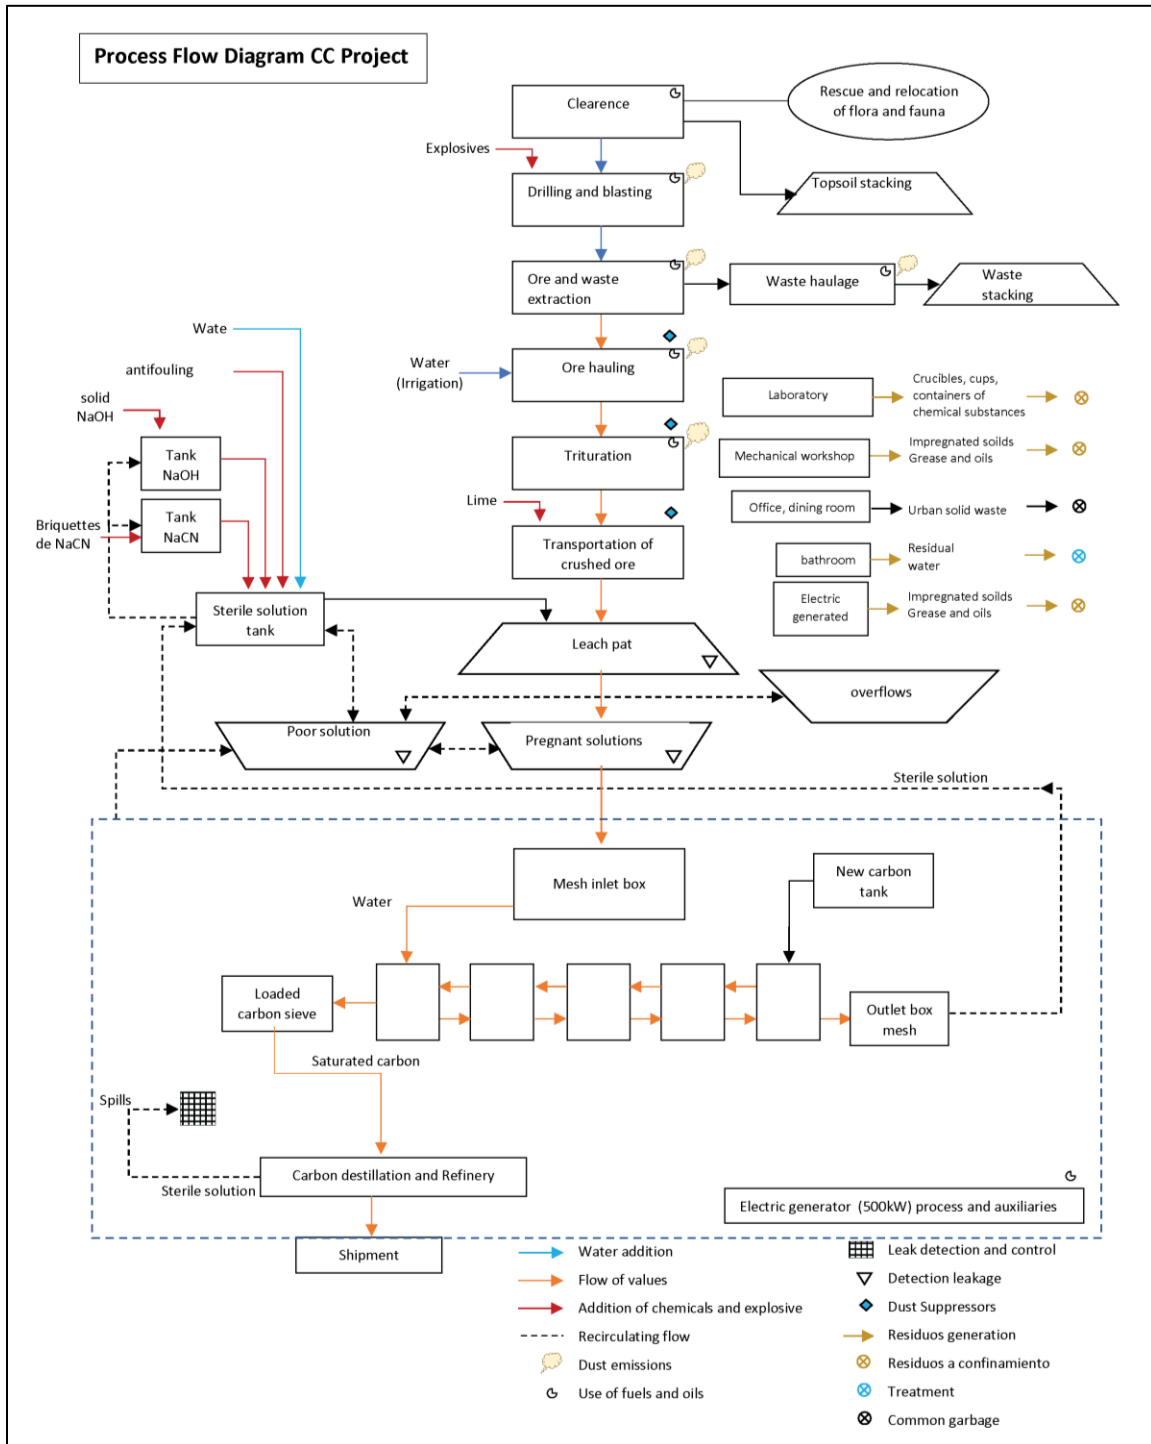 Process Flow Diagram CC Project
Clearence
Rescue and relocation
of flora and fauna
Explosives
Drilling and blasting
Topsoil stacking
Ore and waste
extraction
Waste haulage
Waste
stacking
Wate
Water
(Irrigation)
Ore hauling
antifouling
solid
NaOH
Laboratory
Crucibles, cups,
containers of
chemical substances
Tank
NaOH
Trituration
Mechanical workshop
Impregnated soilds
Grease and oils
Lime
Office, dining room
Urban solid waste
Briquettes
de NaCN
Tank
NaCN
Transportation of
crushed ore
bathroom
Residual
water
Sterile solution
tank
Electric
generated
Impregnated soilds
Grease and oils
Leach pat
overflows
Poor solution
Pregnant solutions
Sterile solution
Mesh inlet box
New carbon
tank
Water
Loaded
carbon sieve
Outlet box
mesh
Saturated carbon
Spills
Carbon destillation and Refinery
Sterile solution
Electric generator (500kW) process and auxiliaries
Shipment
Water addition
Flow of values
Addition of chemicals and explosive
Recirculating flow
Dust emissions
Use of fuels and oils
Leak detection and control
Detection leakage
Dust Suppressors
Residuos generation
Residuos a confinamiento
Treatment
Common garbage